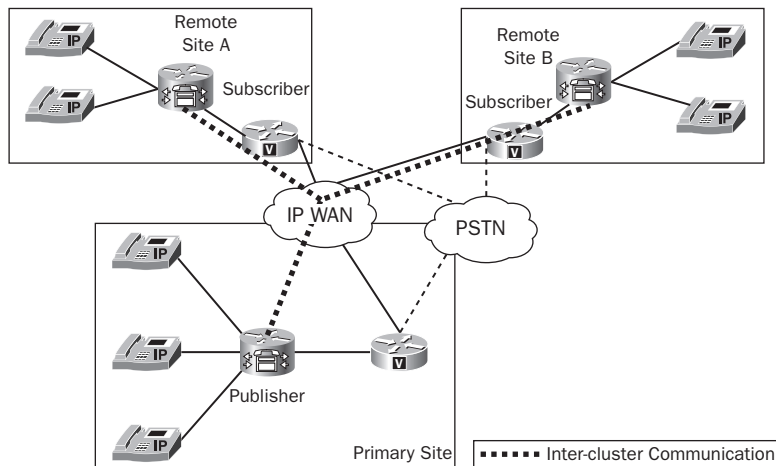 Remote
Site A
IP
IP
Subscriber
V
Remote
Site B
IP
IP
Subscriber
V
IP WAN
PSTN
IP
IP
IP
V
Publisher
Primary Site
Inter-cluster Communication